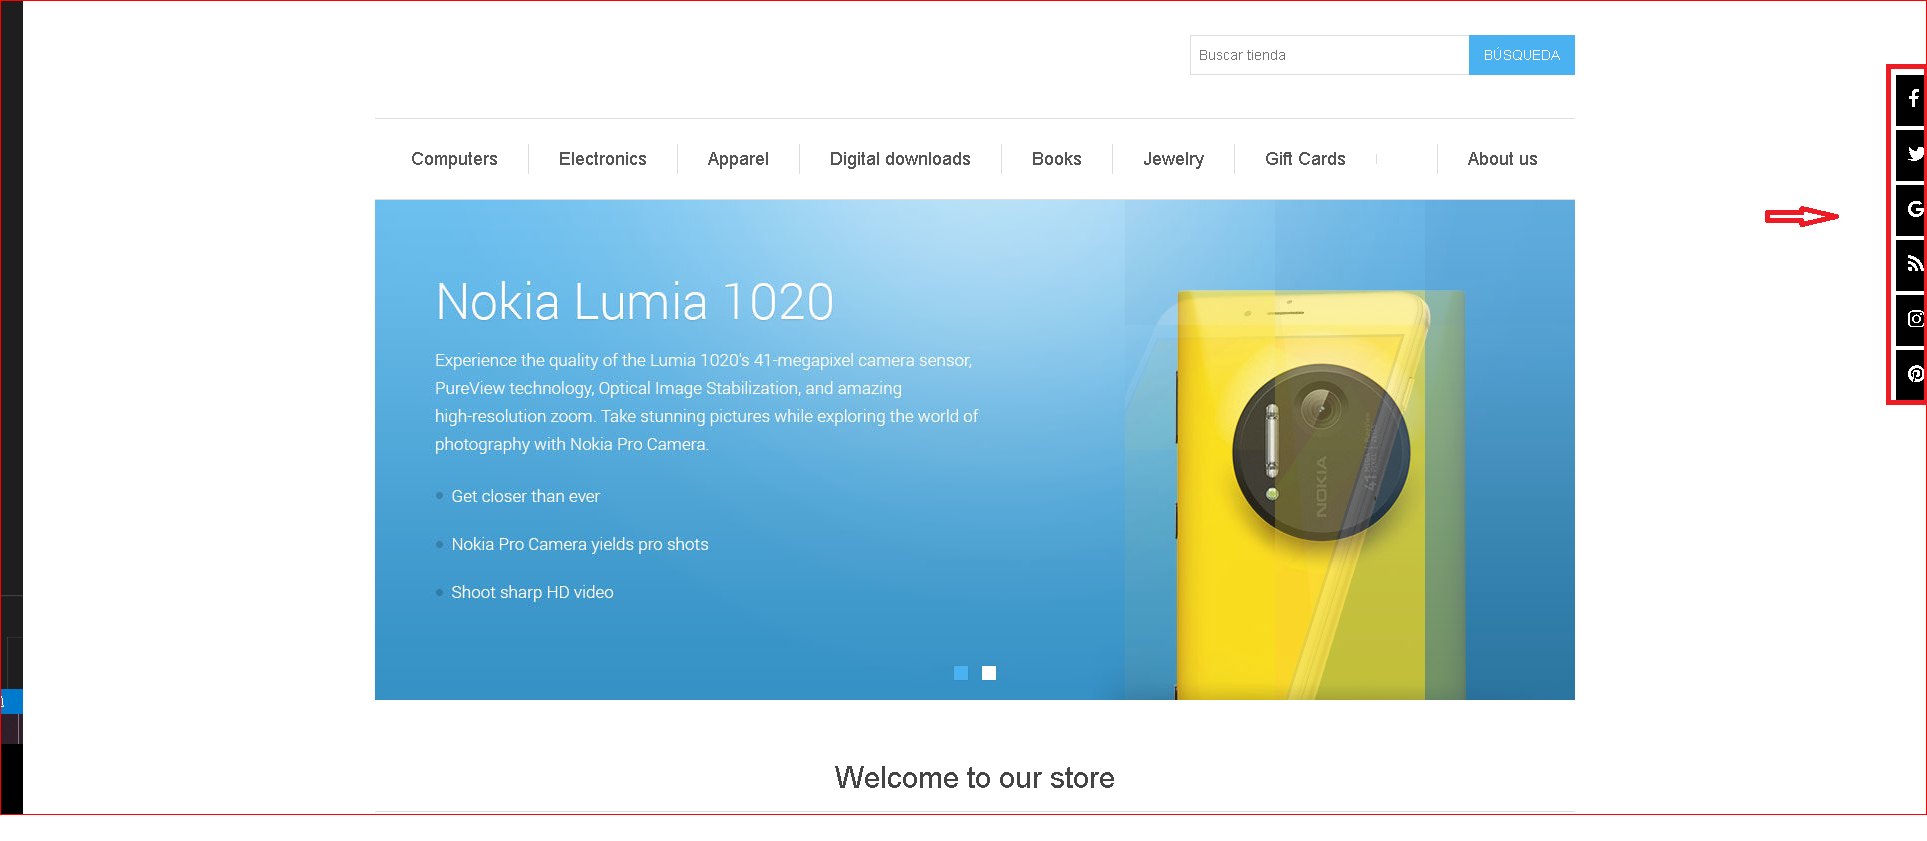 Buscar tienda
BÚSQUEDA
Computers
Electronics
Apparel
Digital downloads
Books
Jewelry
Gift Cards
About us
Nokia Lumia 1020
Experience the quality of the Lumia 1020's 41-megapixel camera sensor,
PureView technology, Optical Image Stabilization, and amazing
high-resolution zoom. Take stunning pictures while exploring the world of
photography with Nokia Pro Camera.
Get closer than ever
Nokia Pro Camera yields pro shots
Shoot sharp HD video
NOKIA
41
Welcome to our store